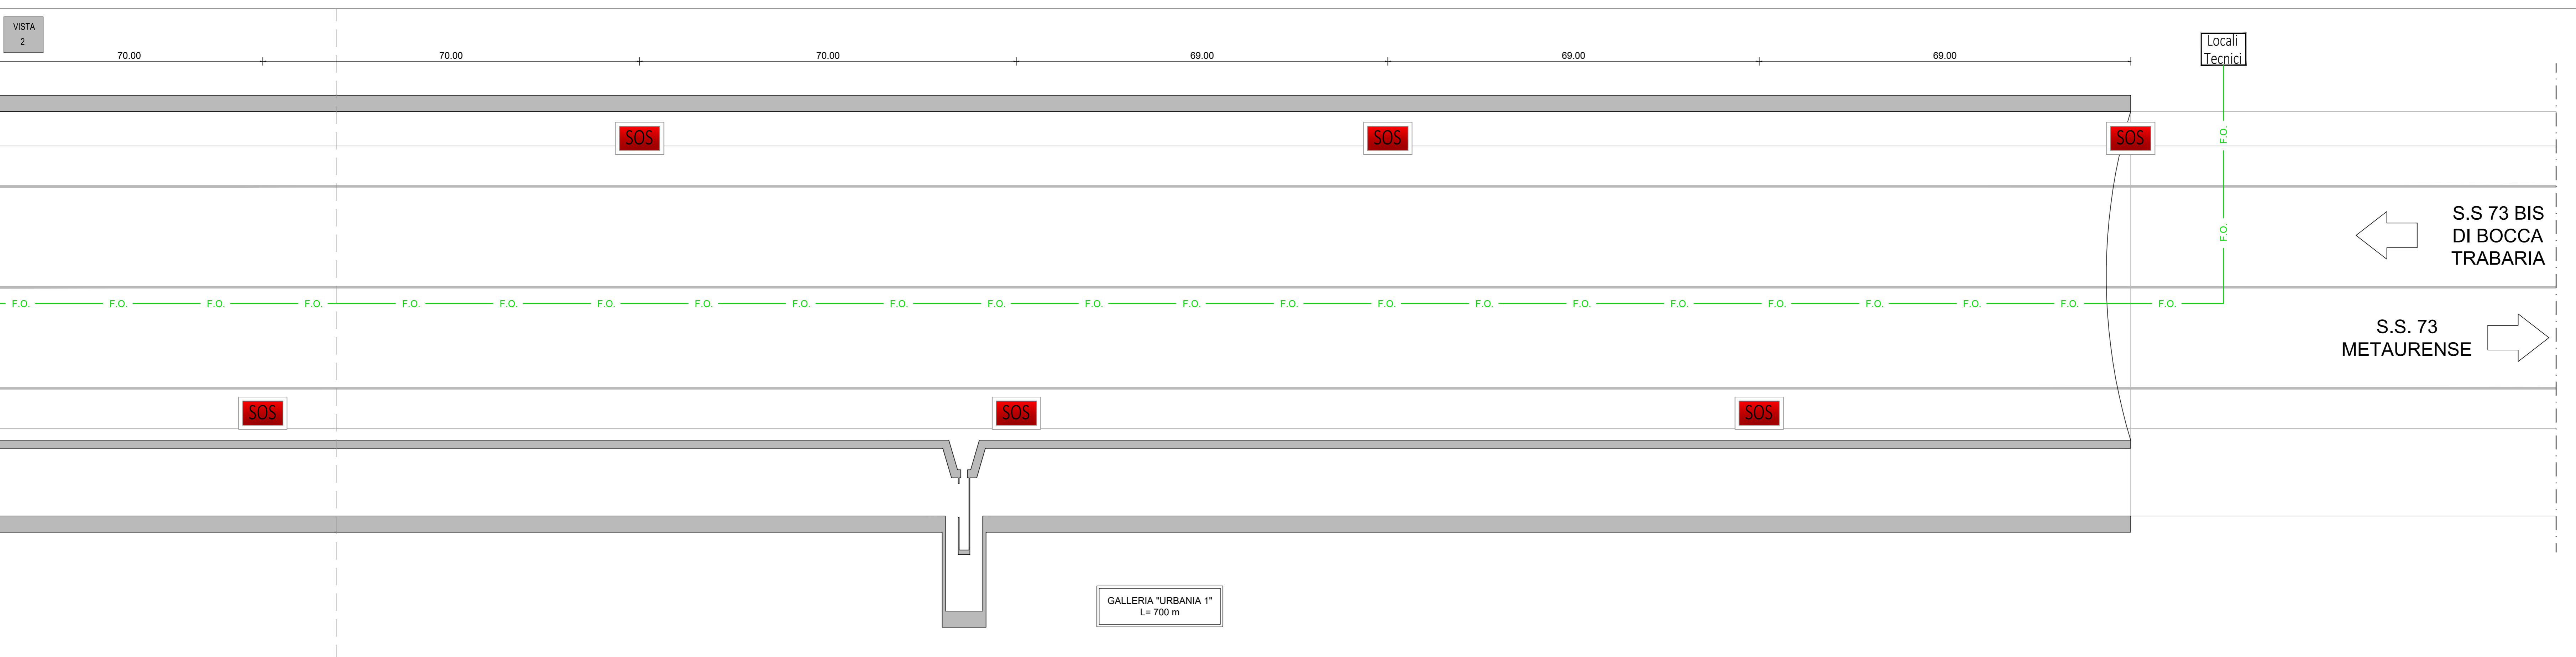 VISTA
2
70.00 70.00 70.00 69.00 69.00 69.00
Locali
Tecnici
SOS SOS SOS
F.O.
F.O.
S.S 73 BIS
DI BOCCA
TRABARIA
F.O. F.O. F.O. F.O. F.O. F.O. F.O. F.O. F.O. F.O. F.O. F.O. F.O. F.O. F.O. F.O. F.O. F.O. F.O. F.O. F.O. F.O. F.O.
S.S. 73
METAURENSE
SOS SOS SOS
GALLERIA "URBANIA 1"
L= 700 m